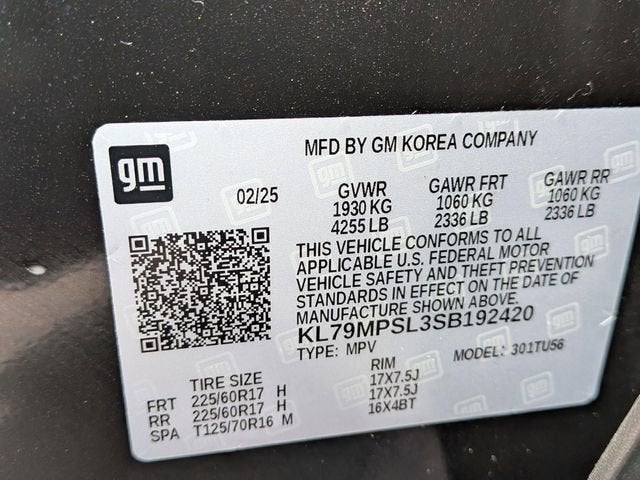 MFD BY GM KOREA COMPANY
gm
02/25
GVWR GAWR FRT GAWR RR
1930 KG 1060 KG 1060 KG
4255 LB 2336 LB 2336 LB
THIS VEHICLE CONFORMS TO ALL
APPLICABLE U.S. FEDERAL MOTOR
VEHICLE SAFETY AND THEFT PREVENTION
STANDARDS IN EFFECT ON THE DATE OF
MANUFACTURE SHOWN ABOVE.
KL79MPSL3SB192420
TYPE: MPV MODEL: 301TU56
TIRE SIZE RIM
FRT 225/60R17 H 17X7.5J
RR 225/60R17 H 17X7.5J
SPA T125/70R16 M 16X4BT